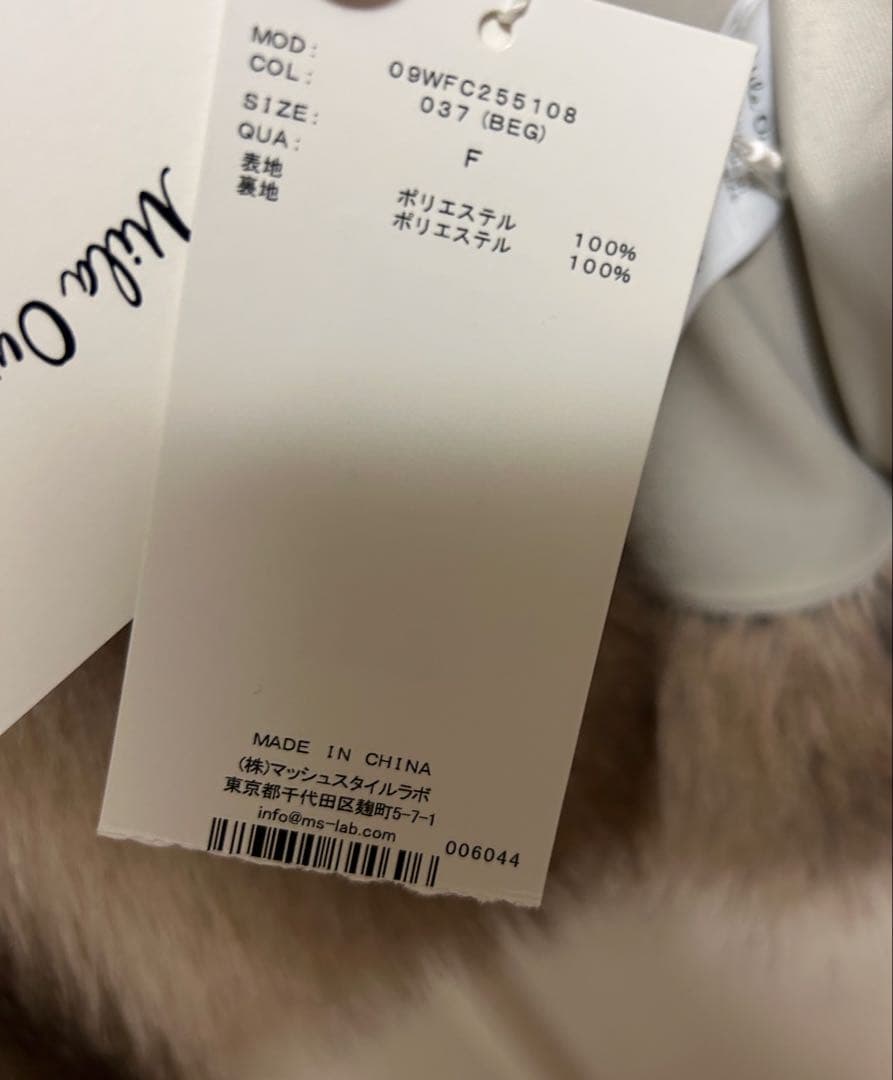 MOD: 09WFC255108
COL: 037 (BEG)
SIZE: F
QUA:
表地 ポリエステル 100%
裏地 ポリエステル 100%
MADE IN CHINA
(株)マッシュスタイルラボ
東京都千代田区麹町5-7-1
info@ms-lab.com
006044
Mila